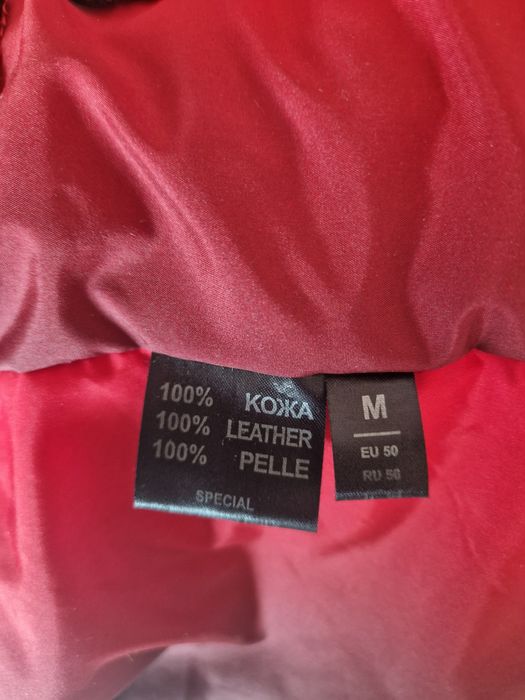 100% КОЖА
100% LEATHER
100% PELLE
SPECIAL
M
EU 50
RU 50